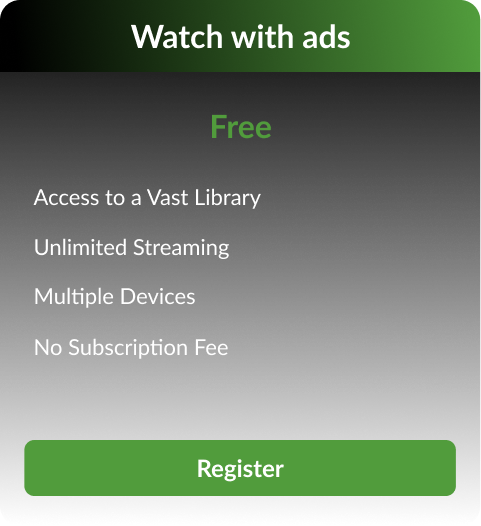 Watch with ads
Free
Access to a Vast Library
Unlimited Streaming
Multiple Devices
No Subscription Fee
Register